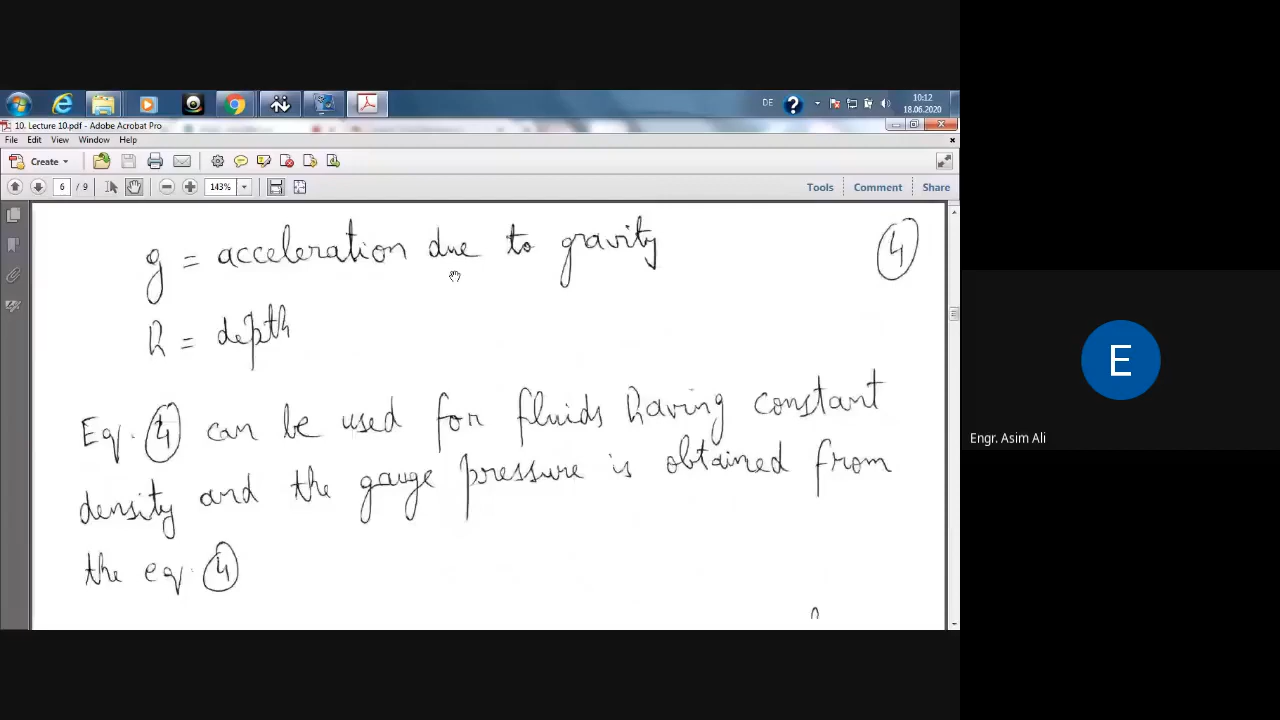 DE
10:12
18.06.2020
10. Lecture 10.pdf - Adobe Acrobat Pro
File Edit View Window Help
Create
6 / 9 143% Tools Comment Share
g = acceleration due to gravity
4
h = depth
Eq. 4 can be used for fluids having constant
density and the gauge pressure is obtained from
the eq. 4
E
Engr. Asim Ali